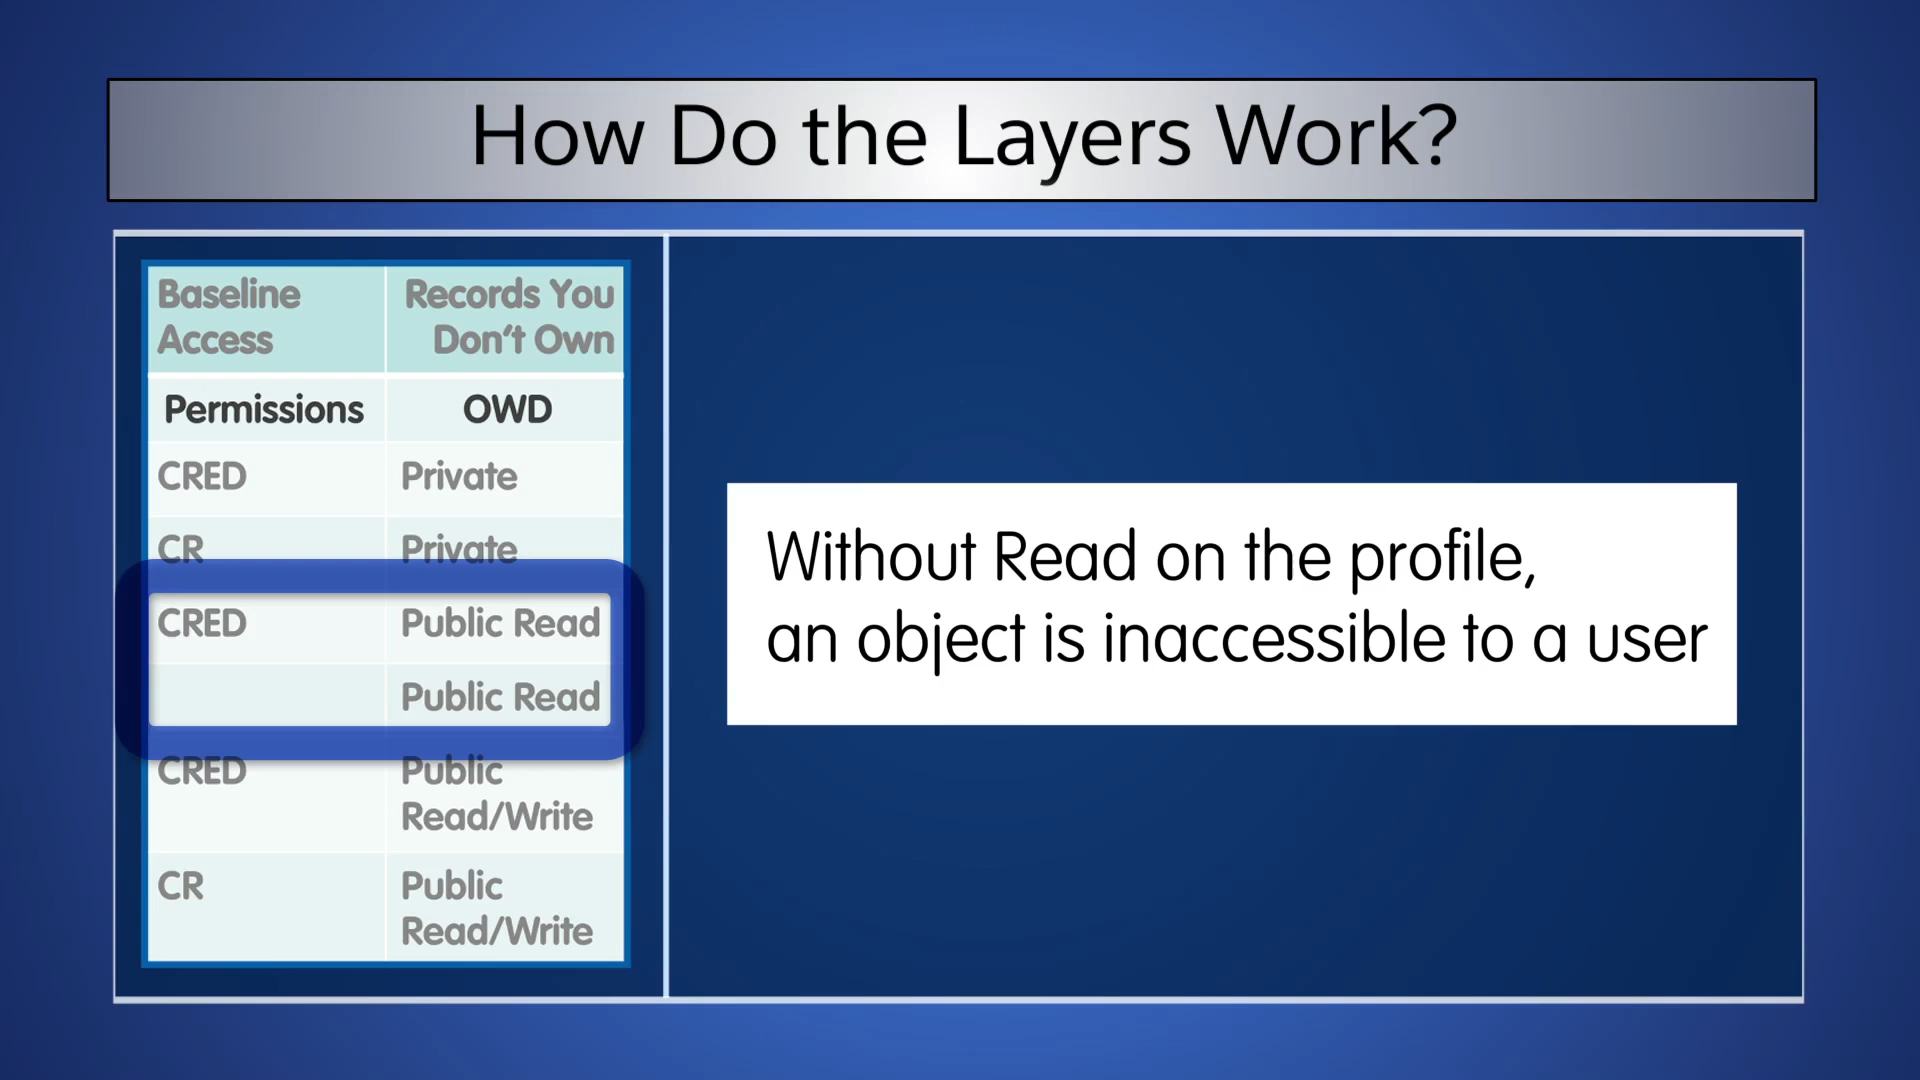 How Do the Layers Work?
Baseline Access
Records You Don't Own
Permissions
OWD
CRED
Private
CR
Private
CRED
Public Read
Public Read
CRED
Public Read/Write
CR
Public Read/Write
Without Read on the profile,
an object is inaccessible to a user